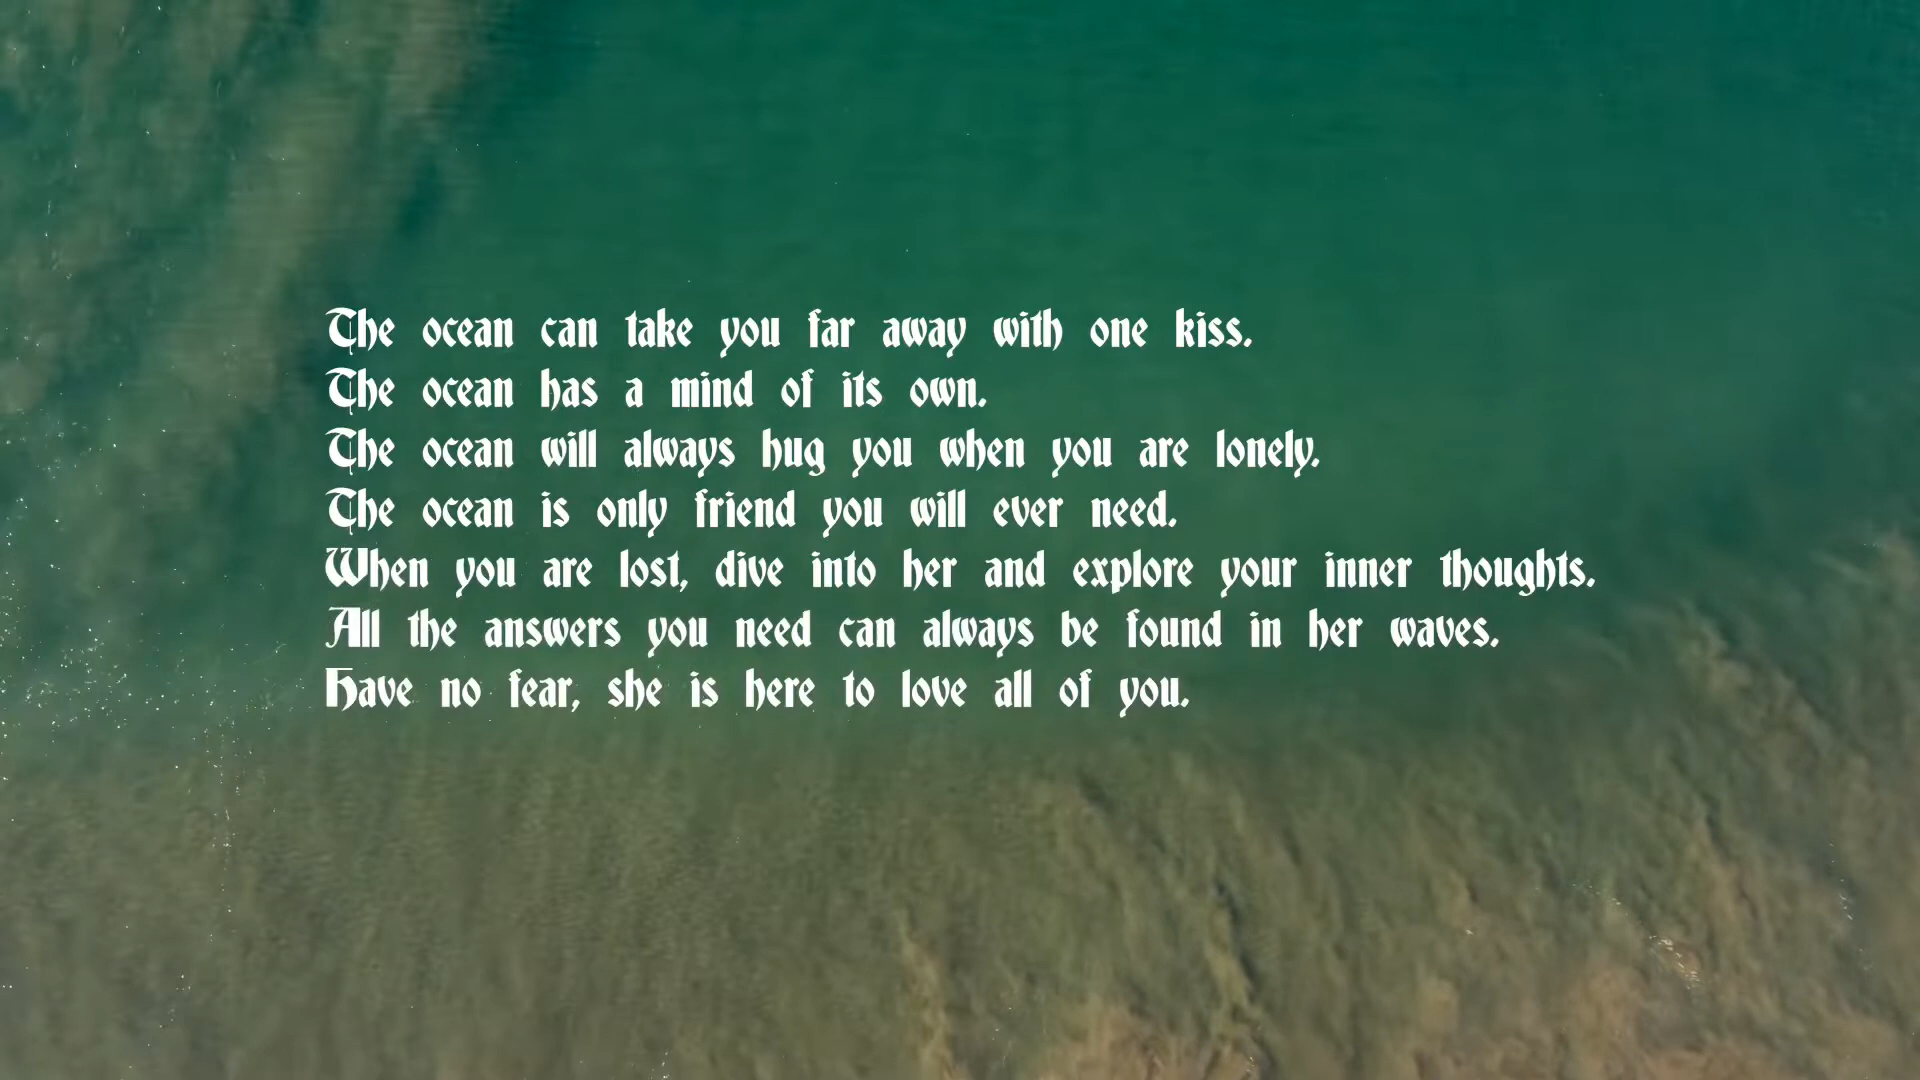 The ocean can take you far away with one kiss.
The ocean has a mind of its own.
The ocean will always hug you when you are lonely.
The ocean is only friend you will ever need.
When you are lost, dive into her and explore your inner thoughts.
All the answers you need can always be found in her waves.
Have no fear, she is here to love all of you.